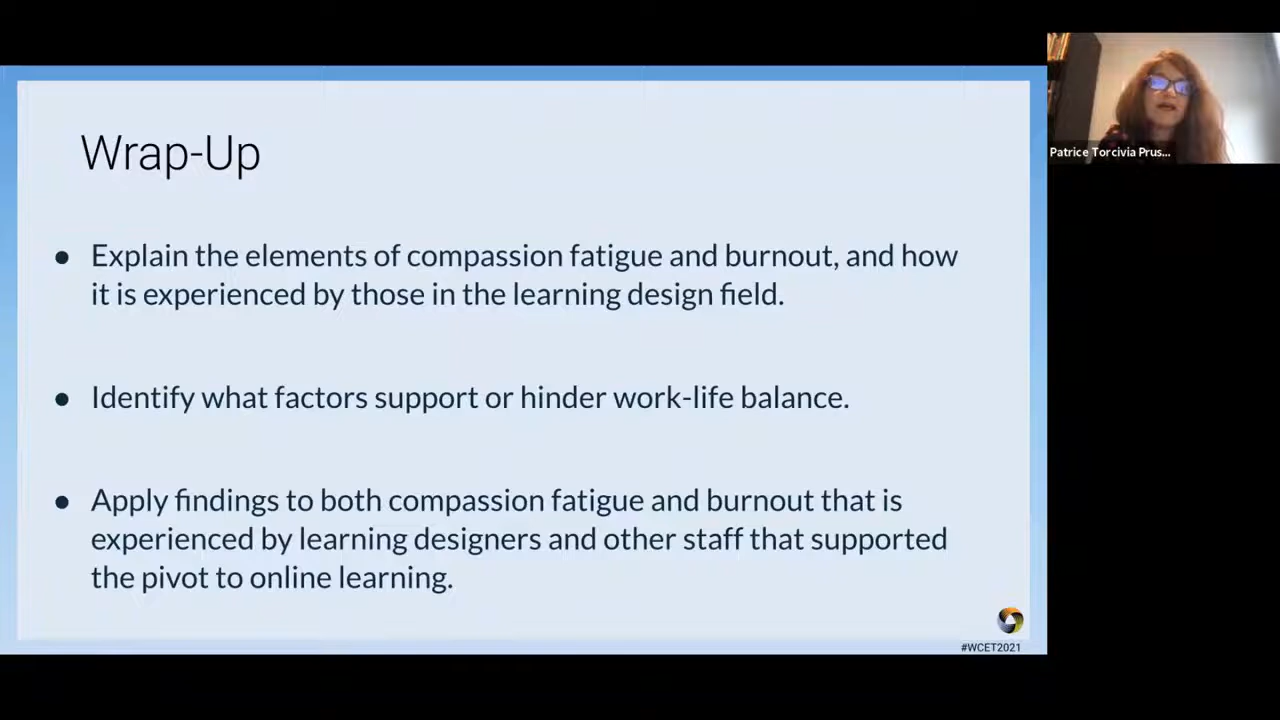 Wrap-Up
● Explain the elements of compassion fatigue and burnout, and how
it is experienced by those in the learning design field.
● Identify what factors support or hinder work-life balance.
● Apply findings to both compassion fatigue and burnout that is
experienced by learning designers and other staff that supported
the pivot to online learning.
#WCET2021
Patrice Torcivia Prus...